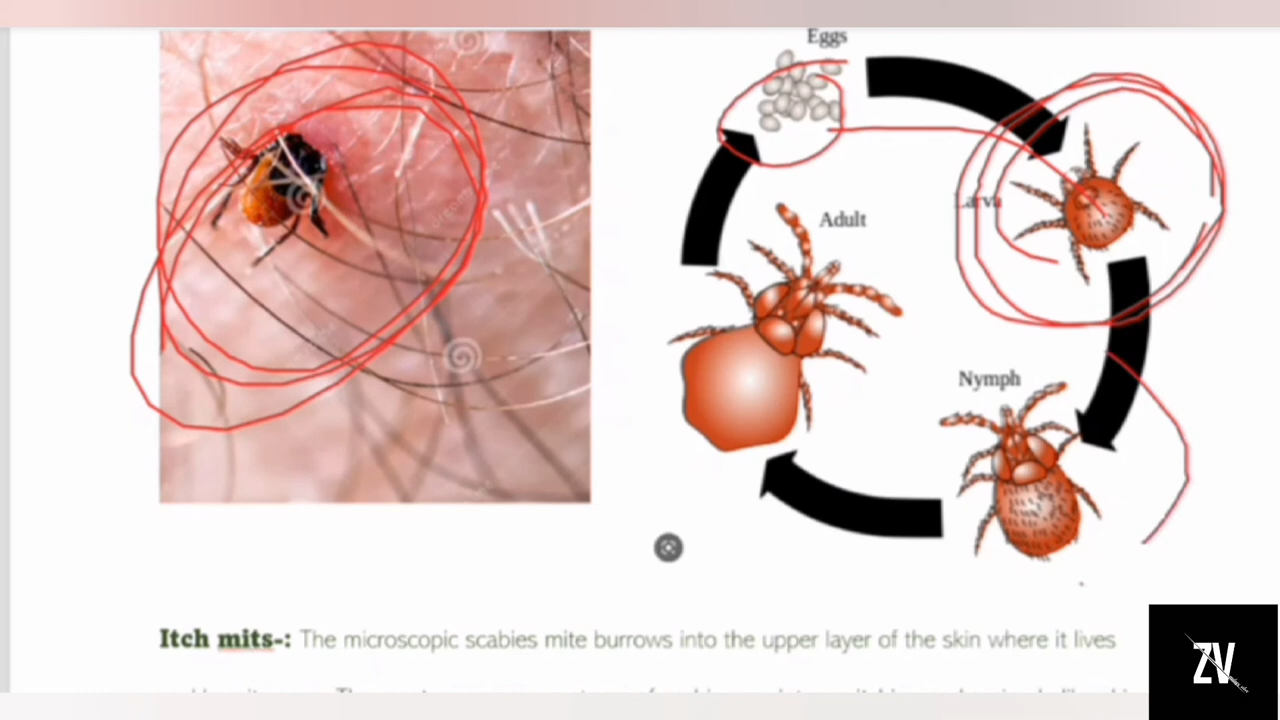 Eggs
Larva
Adult
Nymph
Itch mits-: The microscopic scabies mite burrows into the upper layer of the skin where it lives
ZV